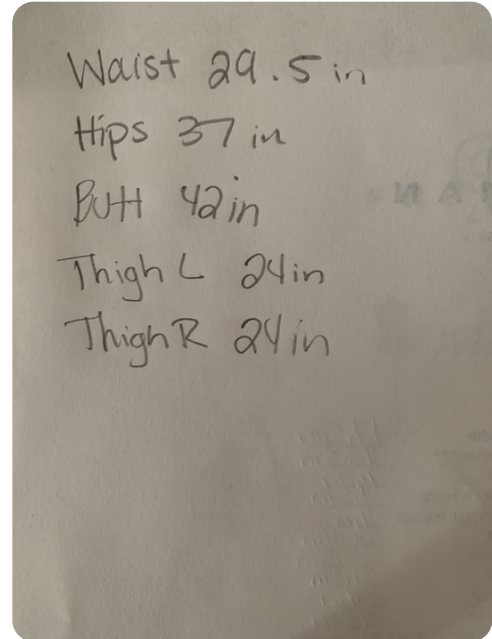 Waist 29.5 in
Hips 37 in
Butt 42 in
Thigh L 24 in
Thigh R 24 in